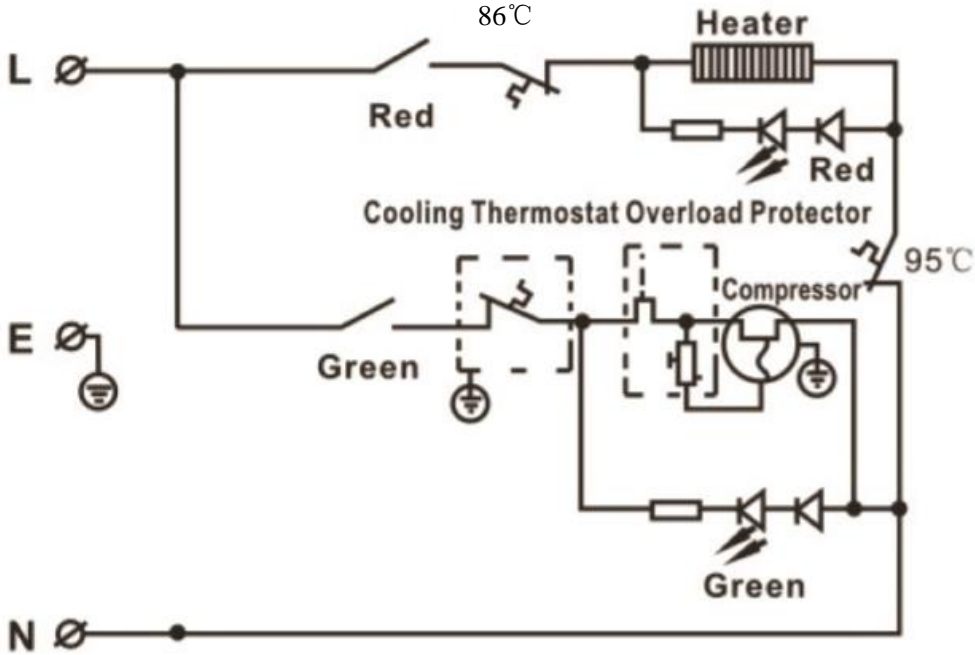 86℃
Heater
L
Red
Red
Cooling Thermostat Overload Protector
95℃
Compressor
E
Green
Green
N